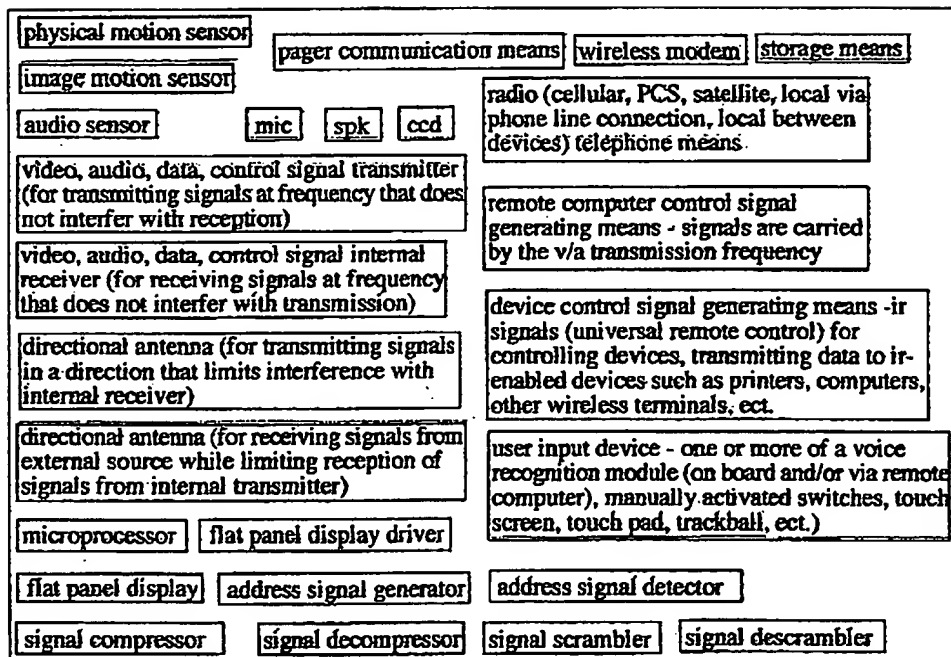 physical motion sensor
pager communication means
wireless modem
storage means
image motion sensor
audio sensor
mic
spk
ccd
radio (cellular, PCS, satellite, local via
phone line connection, local between
devices) telephone means
video, audio, data, control signal transmitter
(for transmitting signals at frequency that does
not interfer with reception)
remote computer control signal
generating means - signals are carried
by the v/a transmission frequency
video, audio, data, control signal internal
receiver (for receiving signals at frequency
that does not interfer with transmission)
device control signal generating means -ir
signals (universal remote control) for
controlling devices, transmitting data to ir-
enabled devices such as printers, computers,
other wireless terminals, ect.
directional antenna (for transmitting signals
in a direction that limits interference with
internal receiver)
directional antenna (for receiving signals from
external source while limiting reception of
signals from internal transmitter)
user input device - one or more of a voice
recognition module (on board and/or via remote
computer), manually activated switches, touch
screen, touch pad, trackball, ect.)
microprocessor
flat panel display driver
flat panel display
address signal generator
address signal detector
signal compressor
signal decompressor
signal scrambler
signal descrambler